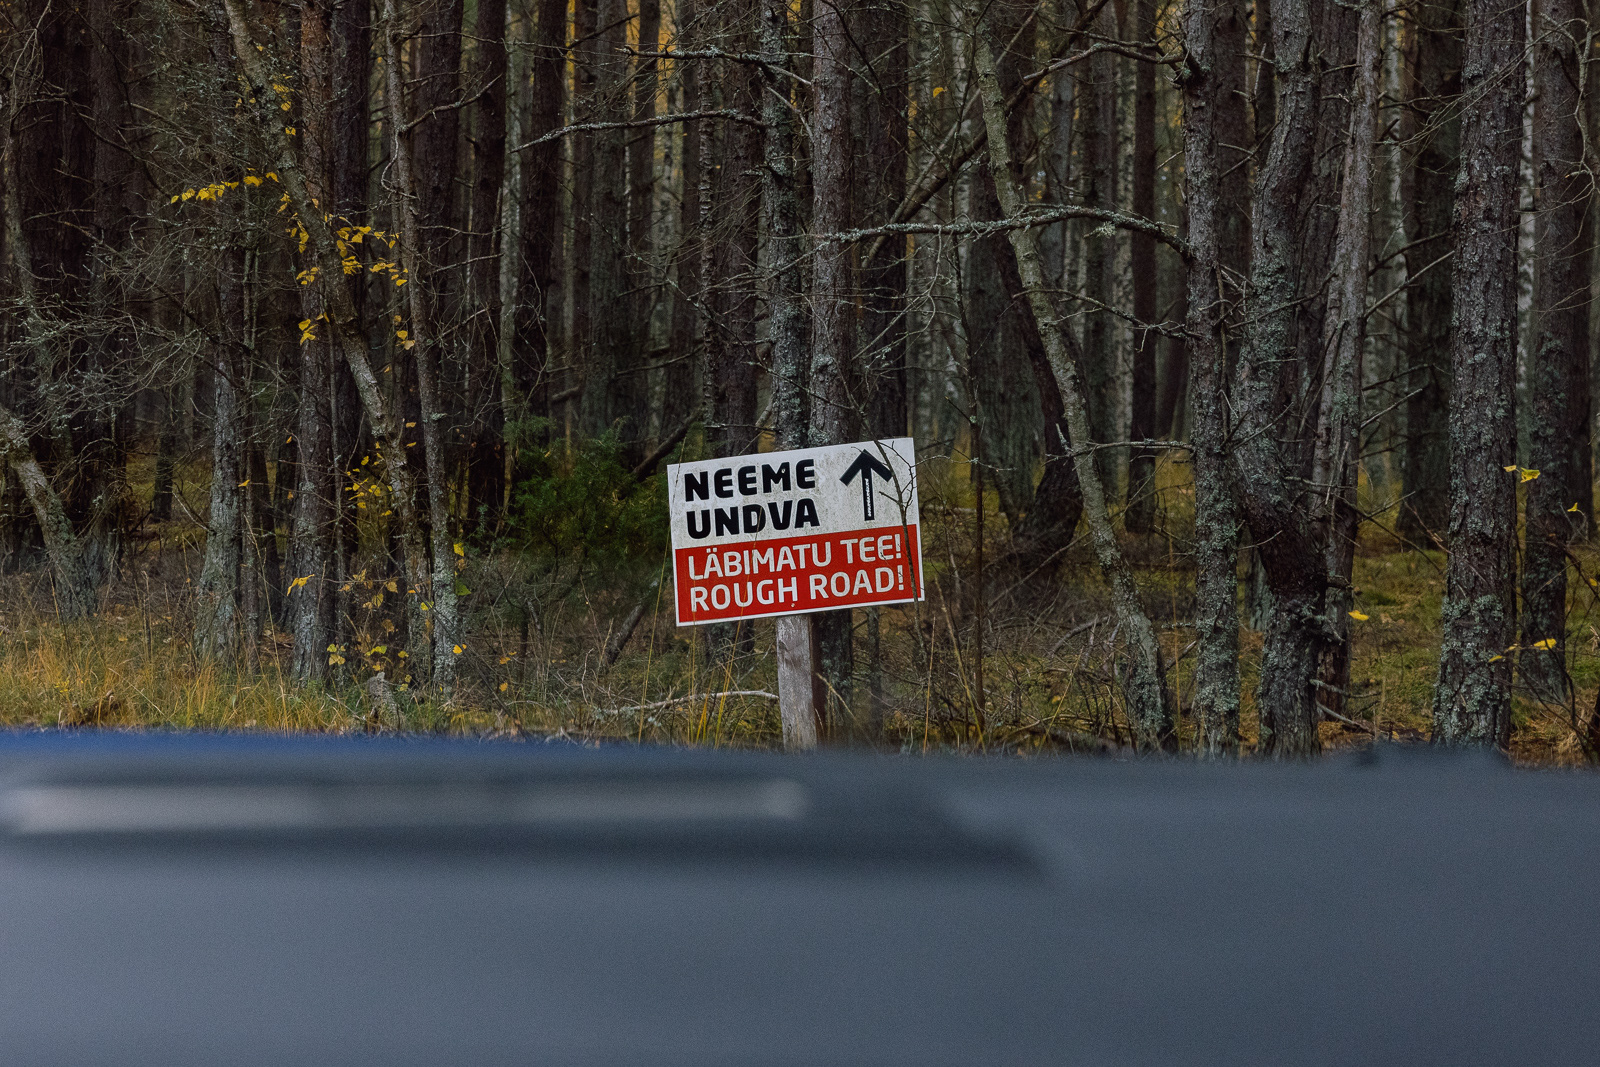 NEEME
UNDVA
LÄBIMATU TEE!
ROUGH ROAD!